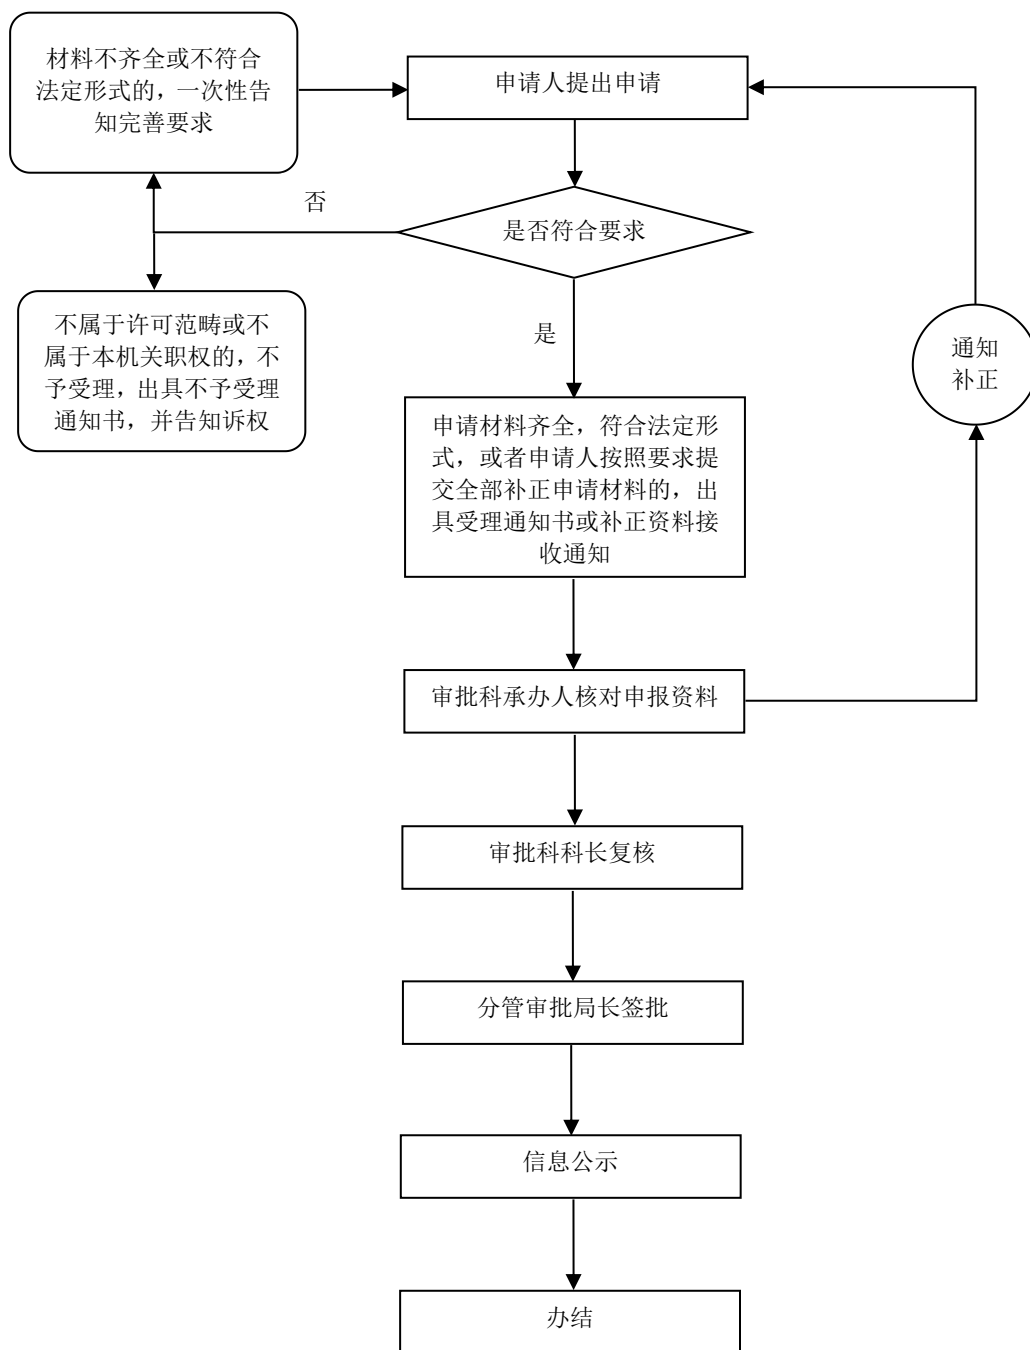 材料不齐全或不符合
法定形式的，一次性告
知完善要求
申请人提出申请
否
是否符合要求
不属于许可范畴或不
属于本机关职权的，不
予受理，出具不予受理
通知书，并告知诉权
是
通知
补正
申请材料齐全，符合法定形
式，或者申请人按照要求提
交全部补正申请材料的，出
具受理通知书或补正资料接
收通知
审批科承办人核对申报资料
审批科科长复核
分管审批局长签批
信息公示
办结